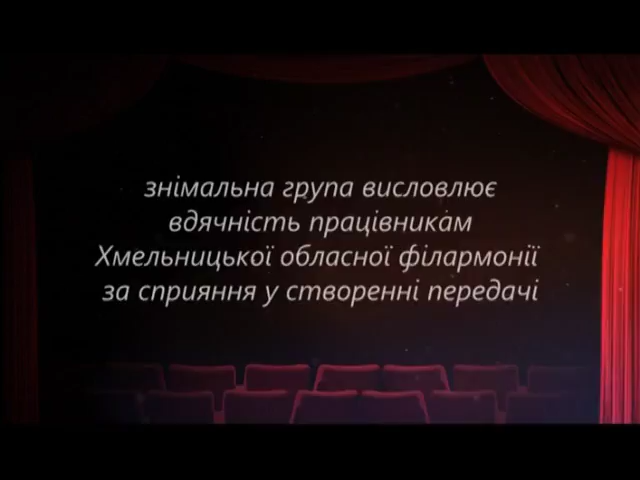 знімальна група висловлює
вдячність працівникам
Хмельницької обласної філармонії
за сприяння у створенні передачі